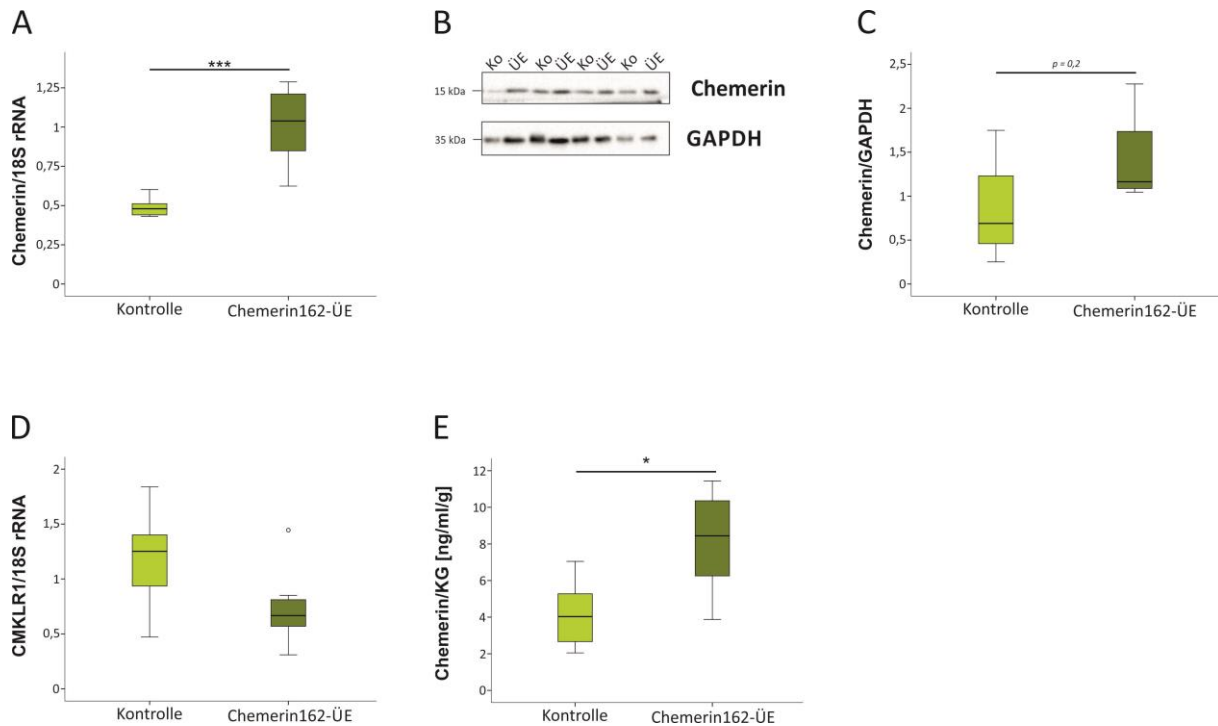 A
Chemerin/18S rRNA
1,25
1
0,75
0,5
0,25
0
***
Kontrolle
Chemerin162-ÜE
B
Ko ÜE Ko ÜE Ko ÜE Ko ÜE
15 kDa
Chemerin
35 kDa
GAPDH
C
Chemerin/GAPDH
2,5
2
1,5
1
0,5
0
p = 0,2
Kontrolle
Chemerin162-ÜE
D
CMKLR1/18S rRNA
2
1,5
1
0,5
0
Kontrolle
Chemerin162-ÜE
E
Chemerin/KG [ng/ml/g]
12
10
8
6
4
2
0
*
Kontrolle
Chemerin162-ÜE